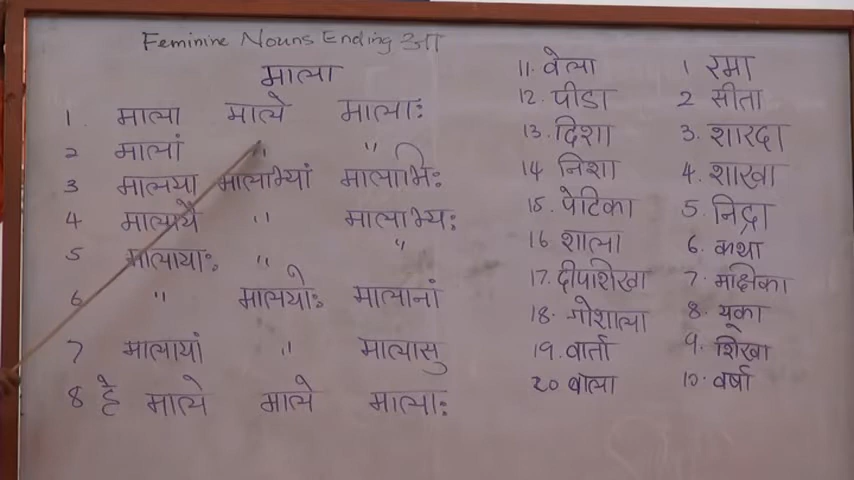 Feminine Nouns Ending आ
माला
1. माला माले मालाः
2 मालां " "
3 मालया मालाभ्यां मालाभिः
4 मालायै " मालाभ्यः
5 मालायाः " "
6 " मालयोः मालानां
7 मालायां " मालासु
8 हे माले माले मालाः
11. वेला
12. पीडा
13. दिशा
14 निशा
15. पेटिका
16 शाला
17. दीपशिखा
18. गोशाला
19. वार्ता
20 बाला
1 रमा
2 सीता
3. शारदा
4. शाखा
5. निद्रा
6. कथा
7. मक्षिका
8. यूका
9. शिखा
10. वर्षा